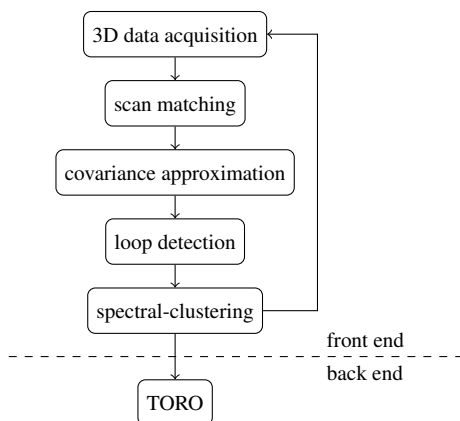 3D data acquisition
scan matching
covariance approximation
loop detection
spectral-clustering
front end
back end
TORO